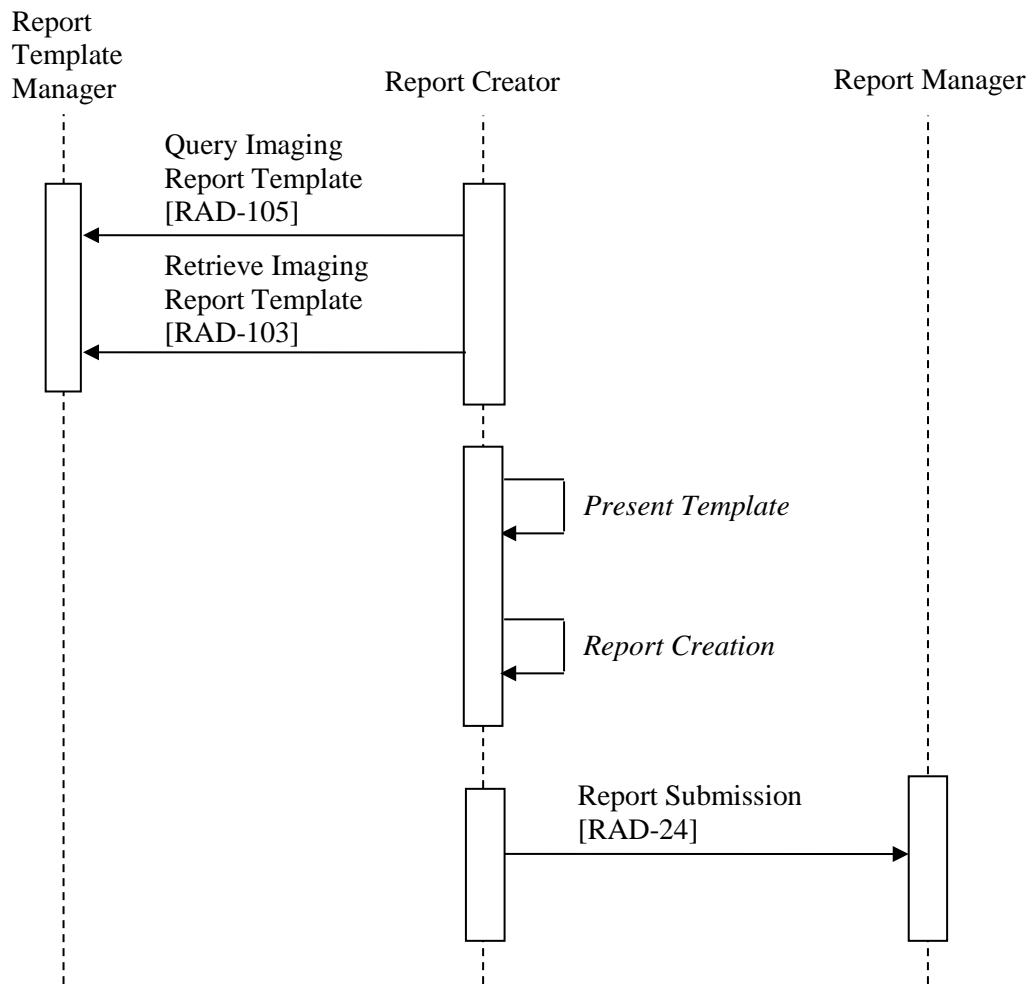 Report
Template
Manager
Report Creator
Report Manager
Query Imaging
Report Template
[RAD-105]
Retrieve Imaging
Report Template
[RAD-103]
Present Template
Report Creation
Report Submission
[RAD-24]